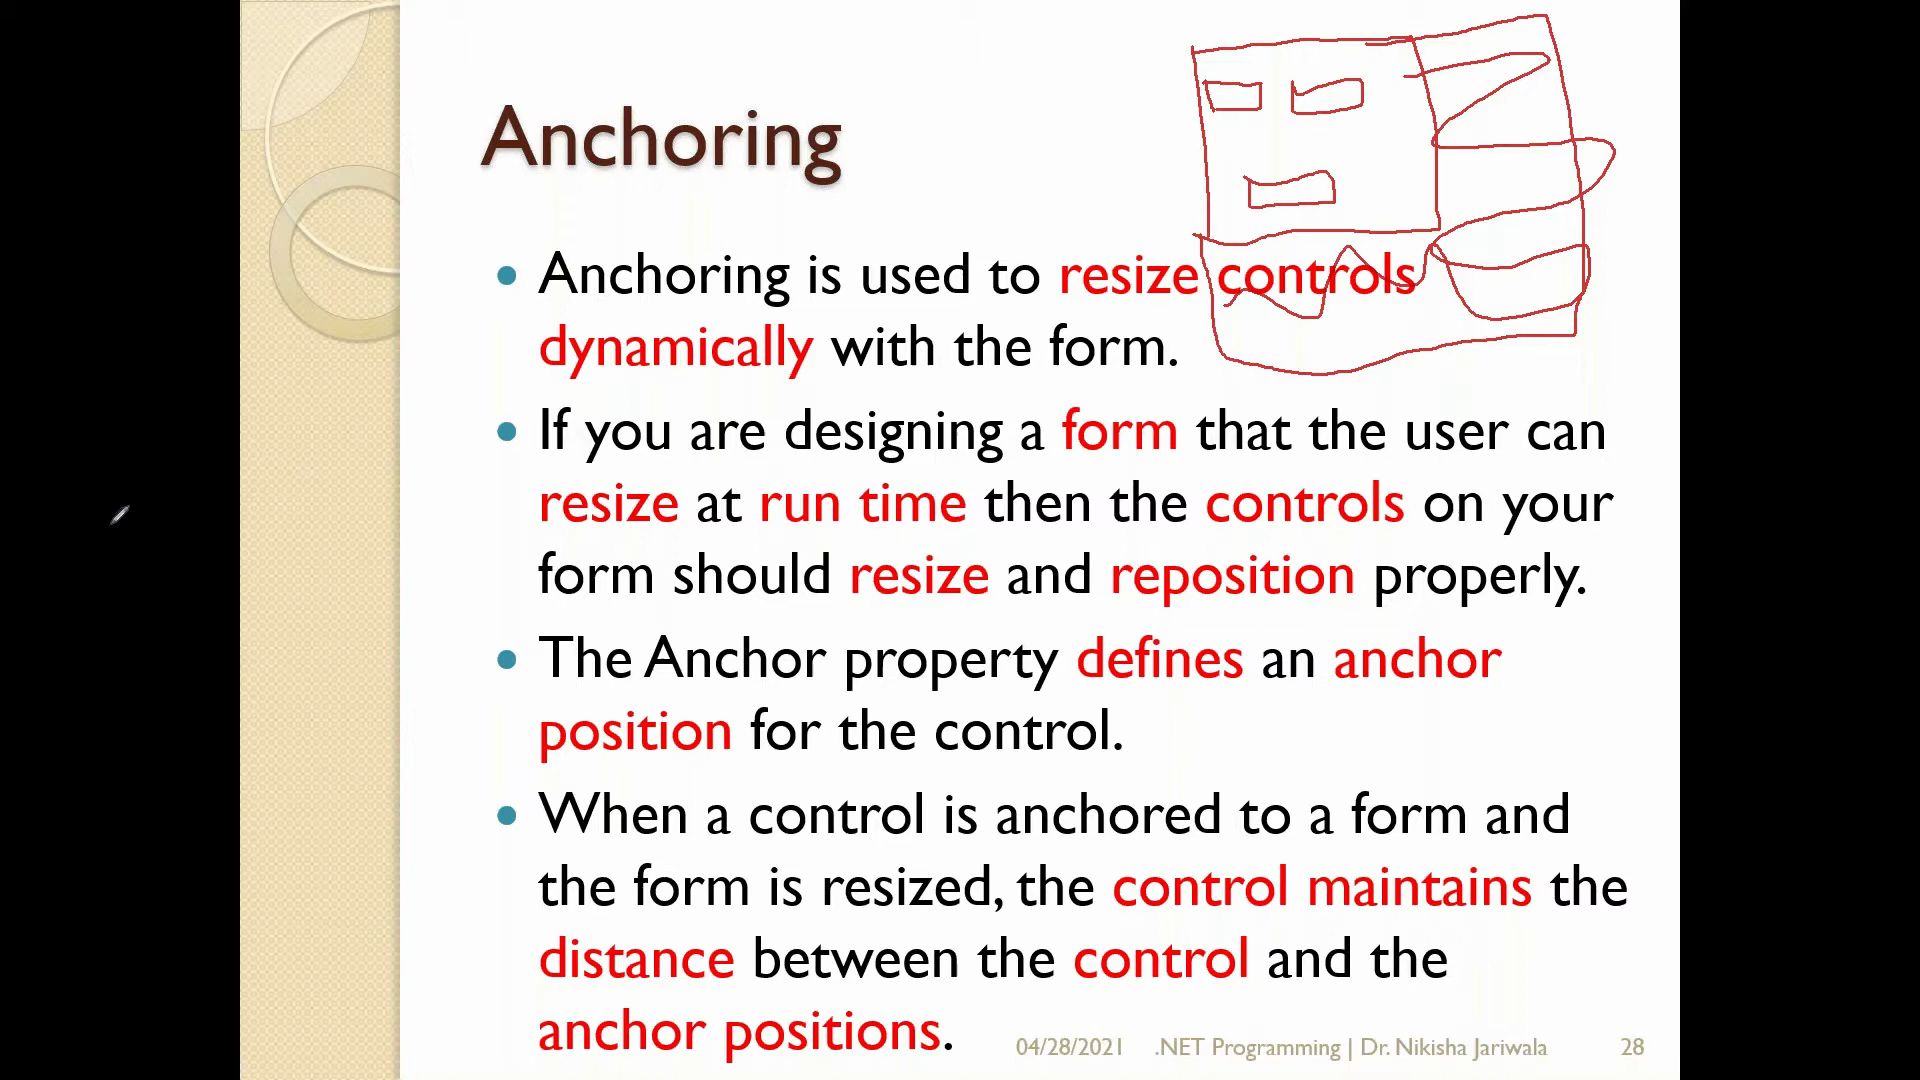 Anchoring
Anchoring is used to resize controls
dynamically with the form.
If you are designing a form that the user can
resize at run time then the controls on your
form should resize and reposition properly.
The Anchor property defines an anchor
position for the control.
When a control is anchored to a form and
the form is resized, the control maintains the
distance between the control and the
anchor positions.
04/28/2021 .NET Programming | Dr. Nikisha Jariwala 28